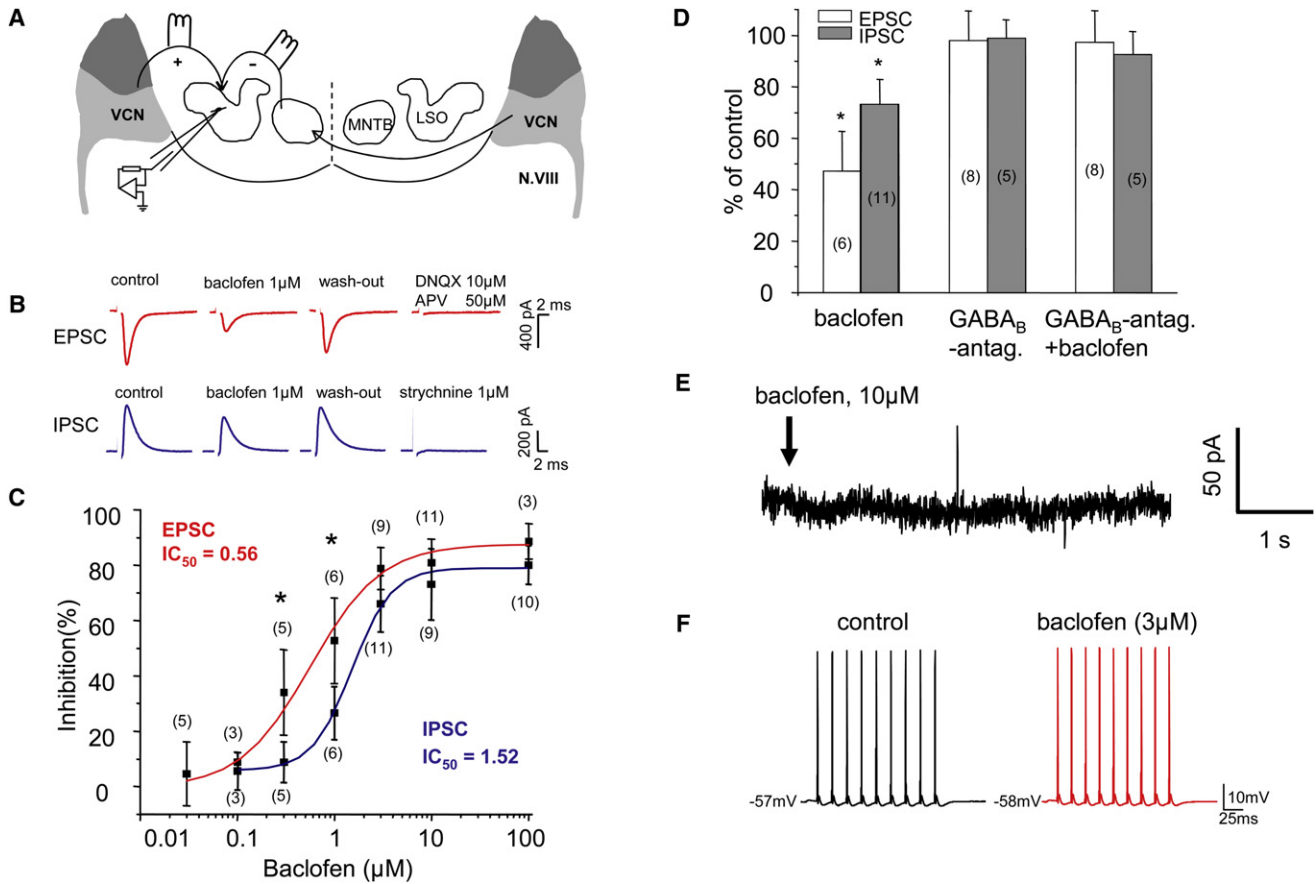 A
+
-
VCN
MNTB
LSO
VCN
N.VIII
B
control
baclofen 1µM
wash-out
DNQX 10µM
APV 50µM
2 ms
400 pA
EPSC
control
baclofen 1µM
wash-out
strychnine 1µM
IPSC
200 pA
2 ms
C
100
80
60
40
20
0
Inhibition(%)
EPSC
IC50 = 0.56
IPSC
IC50 = 1.52
* *
(5) (3) (5) (6) (9) (11) (3)
(3) (5) (6) (11) (9) (10)
0.01 0.1 1 10 100
Baclofen (µM)
D
EPSC
IPSC
100
80
60
40
20
0
% of control
* *
(6) (11) (8) (5) (8) (5)
baclofen
GABAB
-antag.
GABAB-antag.
+baclofen
E
baclofen, 10µM
50 pA
1 s
F
control
baclofen (3µM)
-57mV
-58mV
10mV
25ms